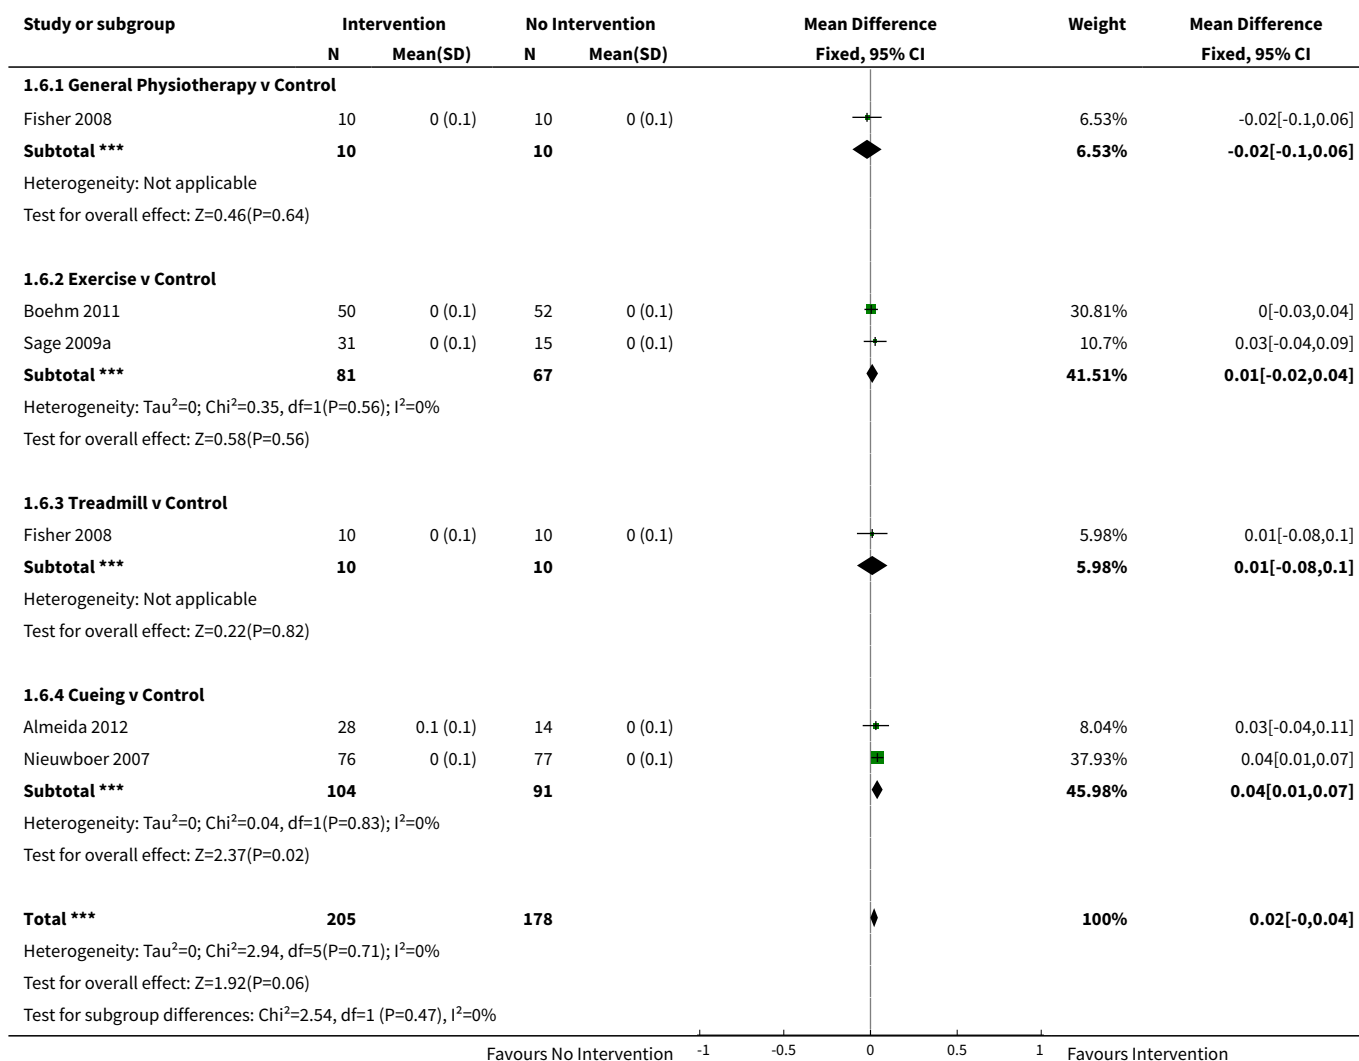 Study or subgroup Intervention No Intervention Mean Difference Weight Mean Difference
N Mean(SD) N Mean(SD) Fixed, 95% CI Fixed, 95% CI
1.6.1 General Physiotherapy v Control
Fisher 2008 10 0 (0.1) 10 0 (0.1) 6.53% -0.02[-0.1,0.06]
Subtotal *** 10 10 6.53% -0.02[-0.1,0.06]
Heterogeneity: Not applicable
Test for overall effect: Z=0.46(P=0.64)
1.6.2 Exercise v Control
Boehm 2011 50 0 (0.1) 52 0 (0.1) 30.81% 0[-0.03,0.04]
Sage 2009a 31 0 (0.1) 15 0 (0.1) 10.7% 0.03[-0.04,0.09]
Subtotal *** 81 67 41.51% 0.01[-0.02,0.04]
Heterogeneity: Tau²=0; Chi²=0.35, df=1(P=0.56); I²=0%
Test for overall effect: Z=0.58(P=0.56)
1.6.3 Treadmill v Control
Fisher 2008 10 0 (0.1) 10 0 (0.1) 5.98% 0.01[-0.08,0.1]
Subtotal *** 10 10 5.98% 0.01[-0.08,0.1]
Heterogeneity: Not applicable
Test for overall effect: Z=0.22(P=0.82)
1.6.4 Cueing v Control
Almeida 2012 28 0.1 (0.1) 14 0 (0.1) 8.04% 0.03[-0.04,0.11]
Nieuwboer 2007 76 0 (0.1) 77 0 (0.1) 37.93% 0.04[0.01,0.07]
Subtotal *** 104 91 45.98% 0.04[0.01,0.07]
Heterogeneity: Tau²=0; Chi²=0.04, df=1(P=0.83); I²=0%
Test for overall effect: Z=2.37(P=0.02)
Total *** 205 178 100% 0.02[-0,0.04]
Heterogeneity: Tau²=0; Chi²=2.94, df=5(P=0.71); I²=0%
Test for overall effect: Z=1.92(P=0.06)
Test for subgroup differences: Chi²=2.54, df=1 (P=0.47), I²=0%
Favours No Intervention -1 -0.5 0 0.5 1 Favours Intervention